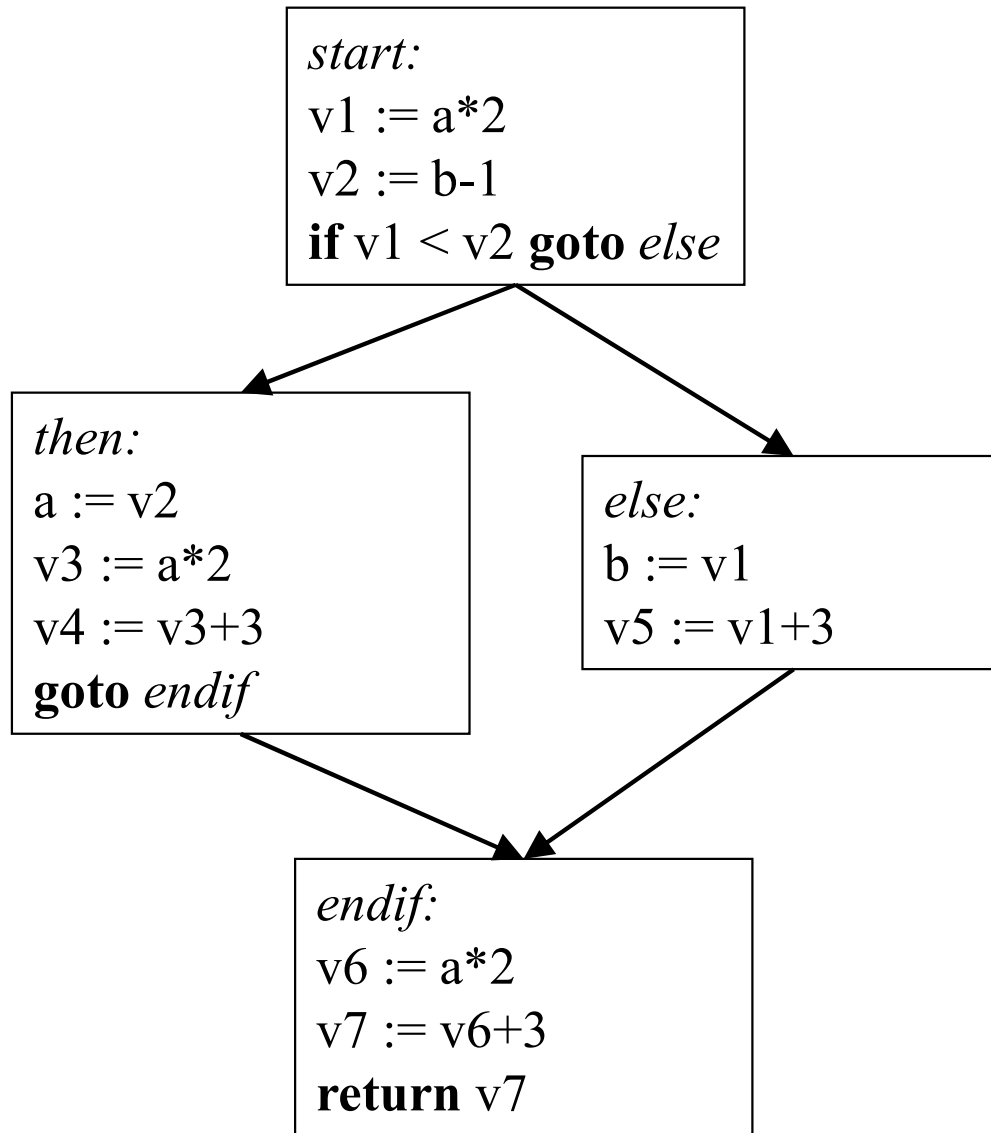 start:
v1 := a*2
v2 := b-1
if v1 < v2 goto else
then:
a := v2
v3 := a*2
v4 := v3+3
goto endif
else:
b := v1
v5 := v1+3
endif:
v6 := a*2
v7 := v6+3
return v7